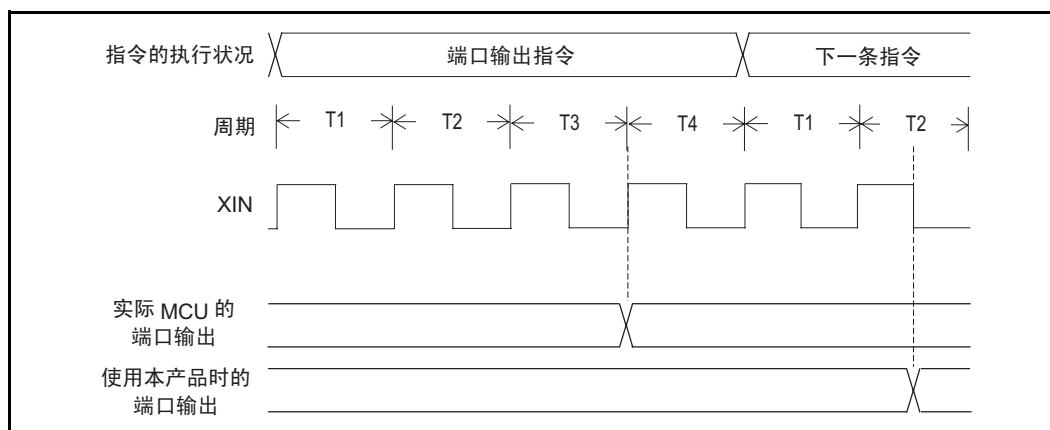 指令的执行状况 端口输出指令 下一条指令
周期 T1 T2 T3 T4 T1 T2
XIN
实际 MCU 的
端口输出
使用本产品时的
端口输出